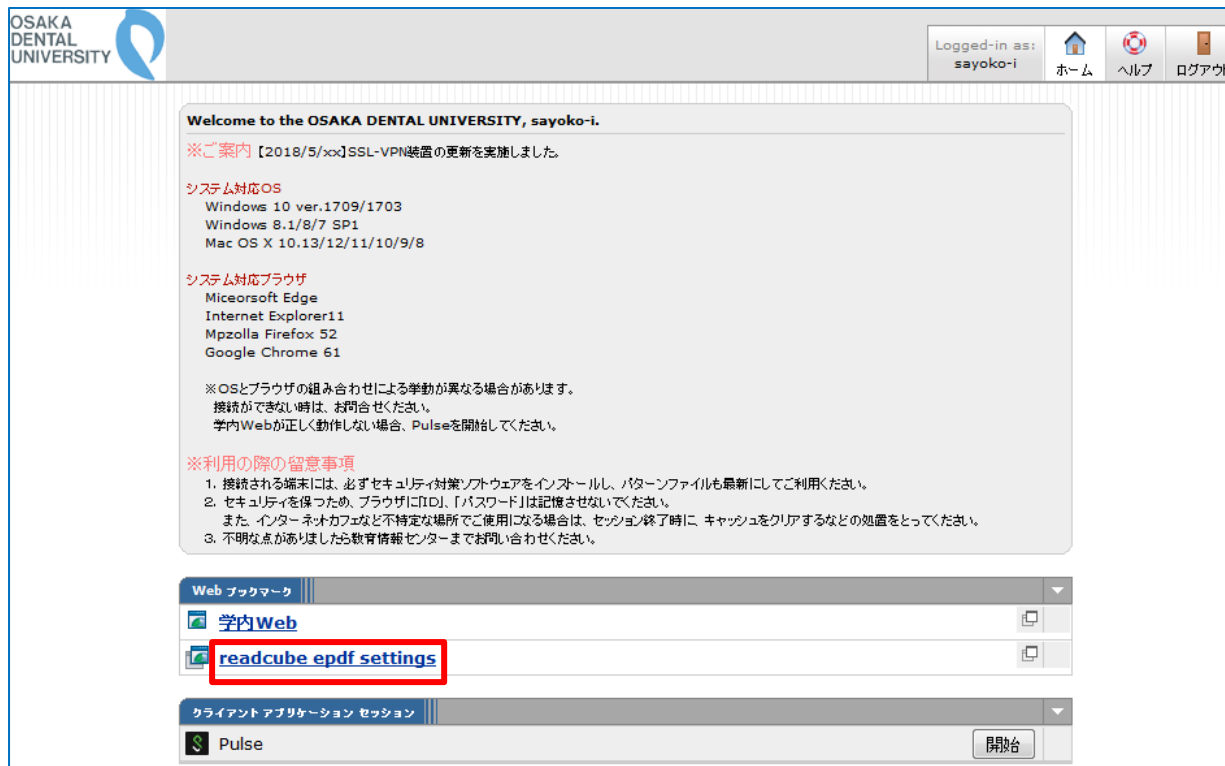 OSAKA
DENTAL
UNIVERSITY
Logged-in as:
sayoko-i
ホーム
ヘルプ
ログアウト
Welcome to the OSAKA DENTAL UNIVERSITY, sayoko-i.
※ご案内【2018/5/xx】SSL-VPN装置の更新を実施しました。
システム対応OS
Windows 10 ver.1709/1703
Windows 8.1/8/7 SP1
Mac OS X 10.13/12/11/10/9/8
システム対応ブラウザ
Miceorsoft Edge
Internet Explorer11
Mpzolla Firefox 52
Google Chrome 61
※OSとブラウザの組み合わせによる挙動が異なる場合があります。
接続ができない時は、お問合せください。
学内Webが正しく動作しない場合、Pulseを開始してください。
※利用の際の留意事項
1. 接続される端末には、必ずセキュリティ対策ソフトウェアをインストールし、パターンファイルも最新にしてご利用ください。
2. セキュリティを保つため、ブラウザに「ID」、「パスワード」は記憶させないでください。
また、インターネットカフェなど不特定な場所でご使用になる場合は、セッション終了時に、キャッシュをクリアするなどの処置をとってください。
3. 不明な点がありましたら教育情報センターまでお問い合わせください。
Web ブックマーク
学内Web
readcube epdf settings
クライアント アプリケーション セッション
Pulse
開始